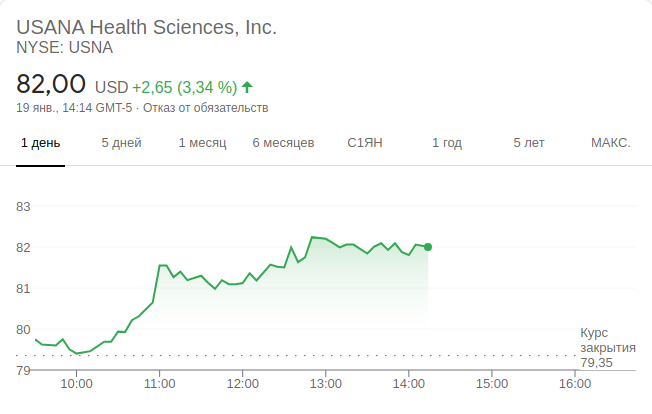 USANA Health Sciences, Inc.
NYSE: USNA
82,00 USD +2,65 (3,34 %)
19 янв., 14:14 GMT-5 · Отказ от обязательств
1 день 5 дней 1 месяц 6 месяцев С1ЯН 1 год 5 лет МАКС.
83
82
81
80
79
Курс
закрытия
79,35
10:00 11:00 12:00 13:00 14:00 15:00 16:00